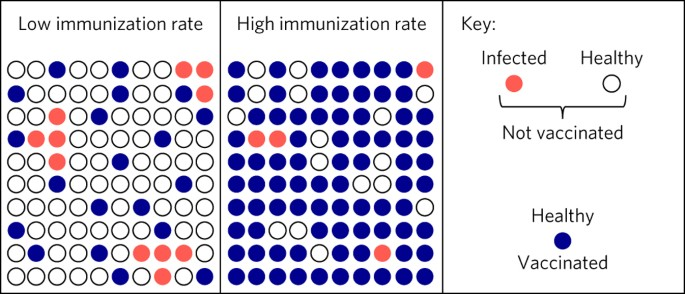 Low immunization rate
High immunization rate
Key:
Infected
Healthy
Not vaccinated
Healthy
Vaccinated